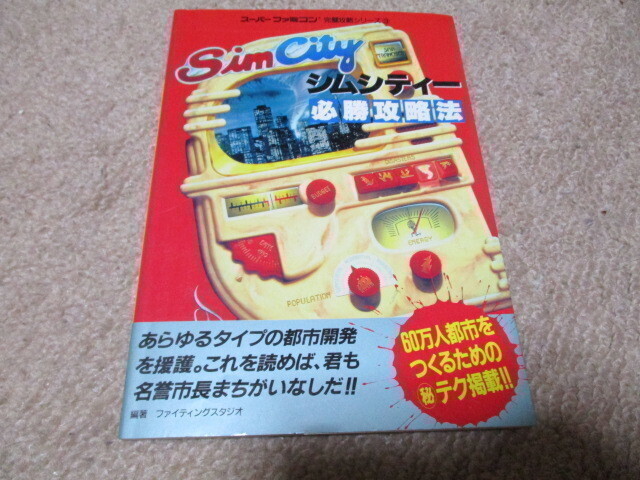 スーパーファミコン 完璧攻略シリーズ
SimCity
シムシティー
必勝攻略法
BUDGET
ENERGY
POPULATION
あらゆるタイプの都市開発
を援護。これを読めば、君も
名誉市長まちがいなしだ!!
編著 ファイティングスタジオ
60万人都市を
つくるための
㊙テク掲載!!